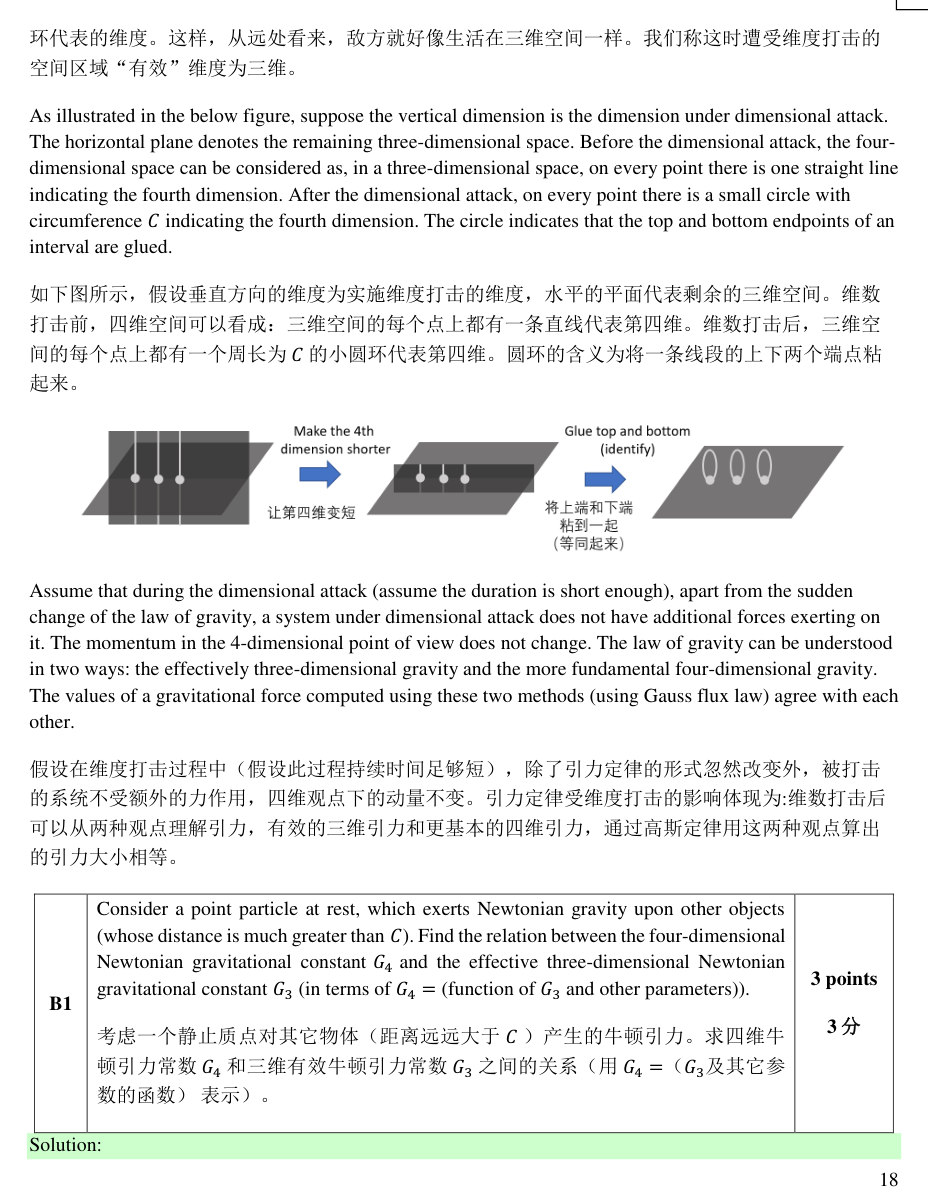 环代表的维度。这样，从远处看来，敌方就好像生活在三维空间一样。我们称这时遭受维度打击的
空间区域“有效”维度为三维。
As illustrated in the below figure, suppose the vertical dimension is the dimension under dimensional attack.
The horizontal plane denotes the remaining three-dimensional space. Before the dimensional attack, the four-
dimensional space can be considered as, in a three-dimensional space, on every point there is one straight line
indicating the fourth dimension. After the dimensional attack, on every point there is a small circle with
circumference C indicating the fourth dimension. The circle indicates that the top and bottom endpoints of an
interval are glued.
如下图所示，假设垂直方向的维度为实施维度打击的维度，水平的平面代表剩余的三维空间。维数
打击前，四维空间可以看成：三维空间的每个点上都有一条直线代表第四维。维数打击后，三维空
间的每个点上都有一个周长为 C 的小圆环代表第四维。圆环的含义为将一条线段的上下两个端点粘
起来。
Make the 4th
dimension shorter
让第四维变短
Glue top and bottom
(identify)
将上端和下端
粘到一起
（等同起来）
Assume that during the dimensional attack (assume the duration is short enough), apart from the sudden
change of the law of gravity, a system under dimensional attack does not have additional forces exerting on
it. The momentum in the 4-dimensional point of view does not change. The law of gravity can be understood
in two ways: the effectively three-dimensional gravity and the more fundamental four-dimensional gravity.
The values of a gravitational force computed using these two methods (using Gauss flux law) agree with each
other.
假设在维度打击过程中（假设此过程持续时间足够短），除了引力定律的形式忽然改变外，被打击
的系统不受额外的力作用，四维观点下的动量不变。引力定律受维度打击的影响体现为:维数打击后
可以从两种观点理解引力，有效的三维引力和更基本的四维引力，通过高斯定律用这两种观点算出
的引力大小相等。
B1
Consider a point particle at rest, which exerts Newtonian gravity upon other objects
(whose distance is much greater than C). Find the relation between the four-dimensional
Newtonian gravitational constant G₄ and the effective three-dimensional Newtonian
gravitational constant G₃ (in terms of G₄ = (function of G₃ and other parameters)).
考虑一个静止质点对其它物体（距离远远大于 C ）产生的牛顿引力。求四维牛
顿引力常数 G₄ 和三维有效牛顿引力常数 G₃ 之间的关系（用 G₄ =（G₃及其它参
数的函数） 表示）。
3 points
3 分
Solution:
18